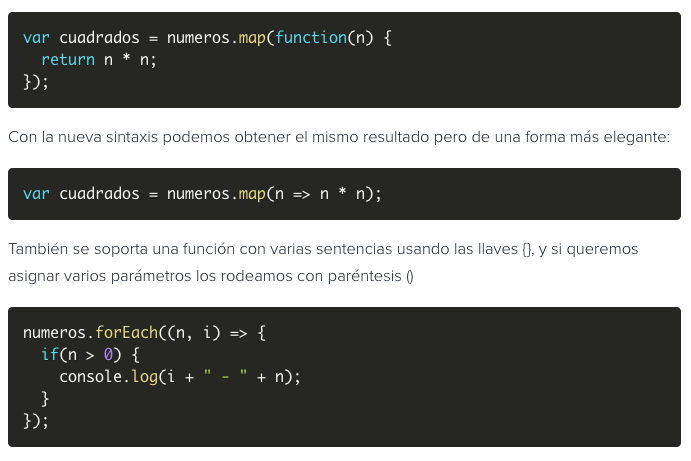 var cuadrados = numeros.map(function(n) {
  return n * n;
});
Con la nueva sintaxis podemos obtener el mismo resultado pero de una forma más elegante:
var cuadrados = numeros.map(n => n * n);
También se soporta una función con varias sentencias usando las llaves {}, y si queremos
asignar varios parámetros los rodeamos con paréntesis ()
numeros.forEach((n, i) => {
  if(n > 0) {
    console.log(i + " - " + n);
  }
});